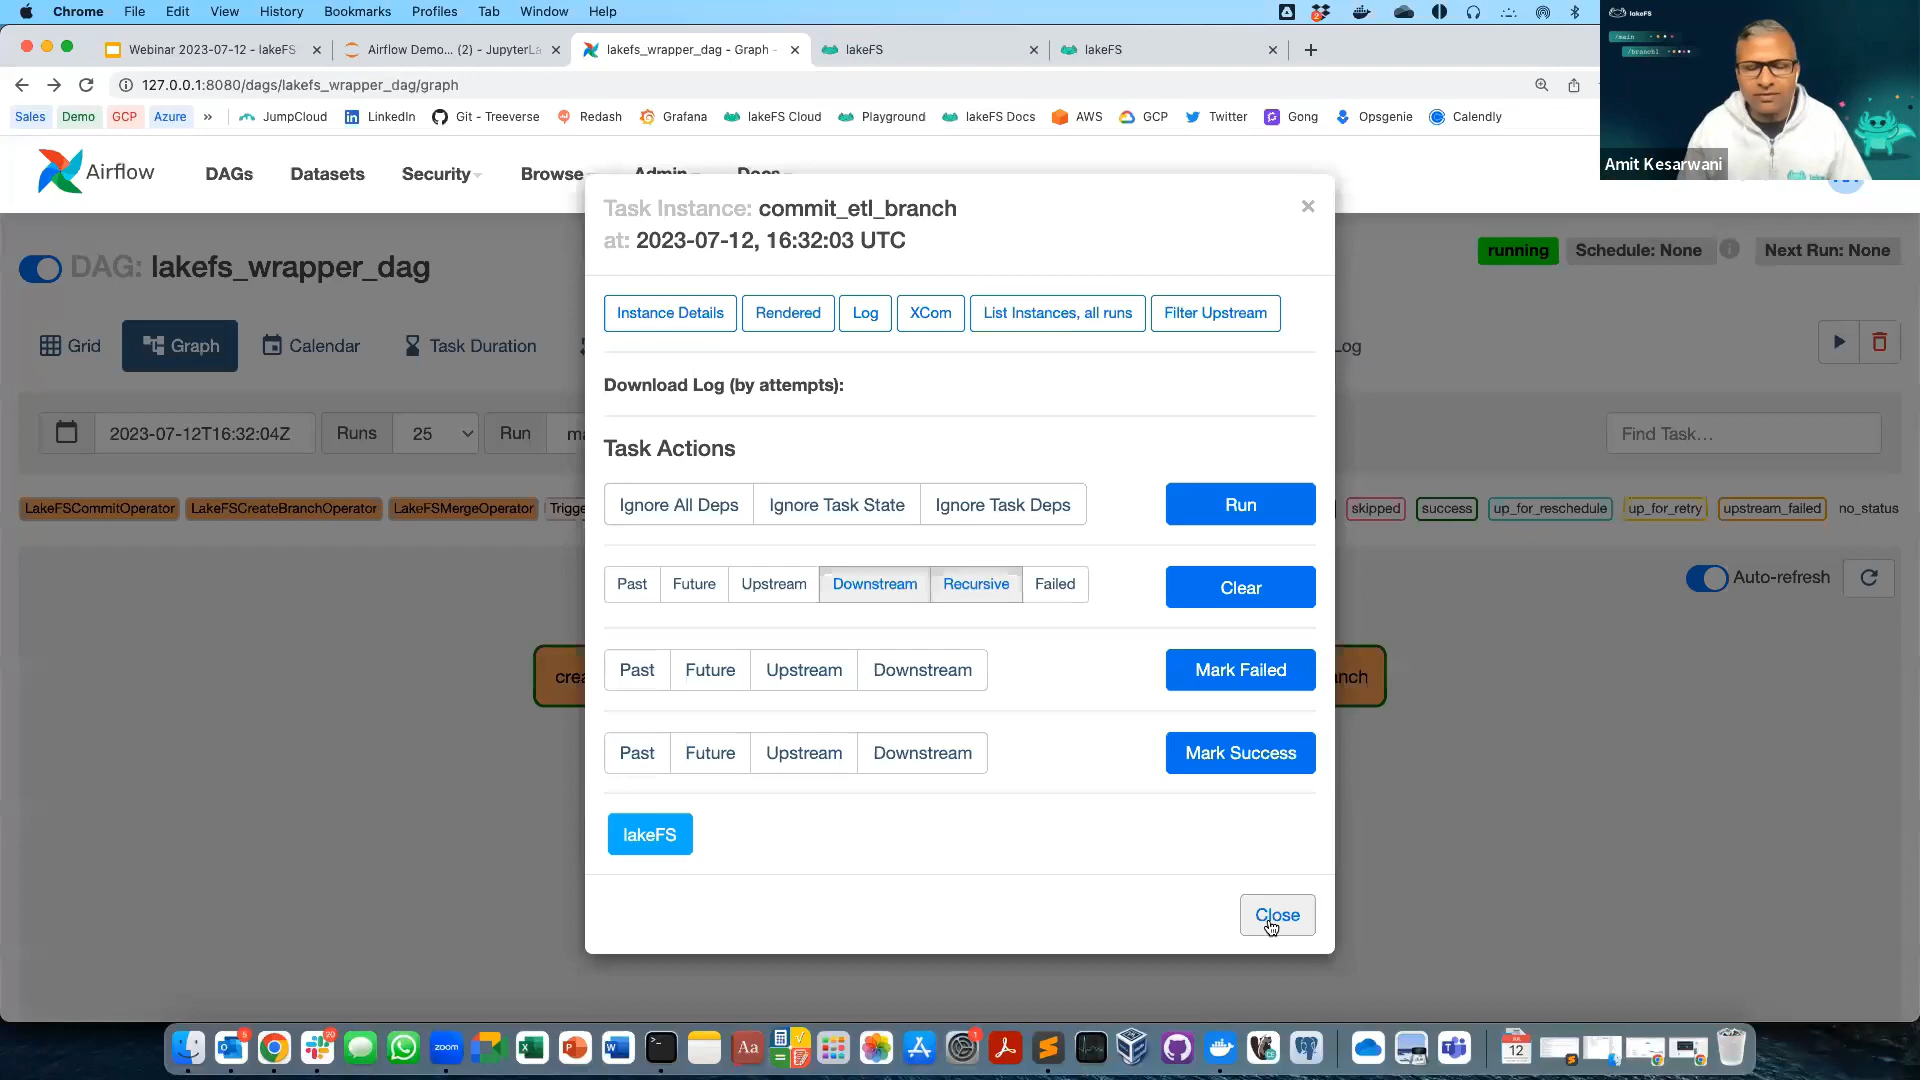 Chrome File Edit View History Bookmarks Profiles Tab Window Help
Webinar 2023-07-12 - lakeFS
Airflow Demo... (2) - JupyterLa
lakefs_wrapper_dag - Graph -
lakeFS
lakeFS
127.0.0.1:8080/dags/lakefs_wrapper_dag/graph
Sales Demo GCP Azure » JumpCloud LinkedIn Git - Treeverse Redash Grafana lakeFS Cloud Playground lakeFS Docs AWS GCP Twitter Gong Opsgenie Calendly
lakeFS
/main
/branch1
Amit Kesarwani
Airflow DAGs Datasets Security Browse Admin Docs
Task Instance: commit_etl_branch
at: 2023-07-12, 16:32:03 UTC
×
DAG: lakefs_wrapper_dag
running Schedule: None Next Run: None
Instance Details Rendered Log XCom List Instances, all runs Filter Upstream
Grid Graph Calendar Task Duration
Log
Download Log (by attempts):
2023-07-12T16:32:04Z Runs 25 Run ma
Find Task...
Task Actions
LakeFSCommitOperator LakeFSCreateBranchOperator LakeFSMergeOperator Trigge
skipped success up_for_reschedule up_for_retry upstream_failed no_status
Ignore All Deps Ignore Task State Ignore Task Deps Run
Past Future Upstream Downstream Recursive Failed Clear
Auto-refresh
Past Future Upstream Downstream Mark Failed
crea
nch
Past Future Upstream Downstream Mark Success
lakeFS
Close
5
20
zoom
Aa
1
12